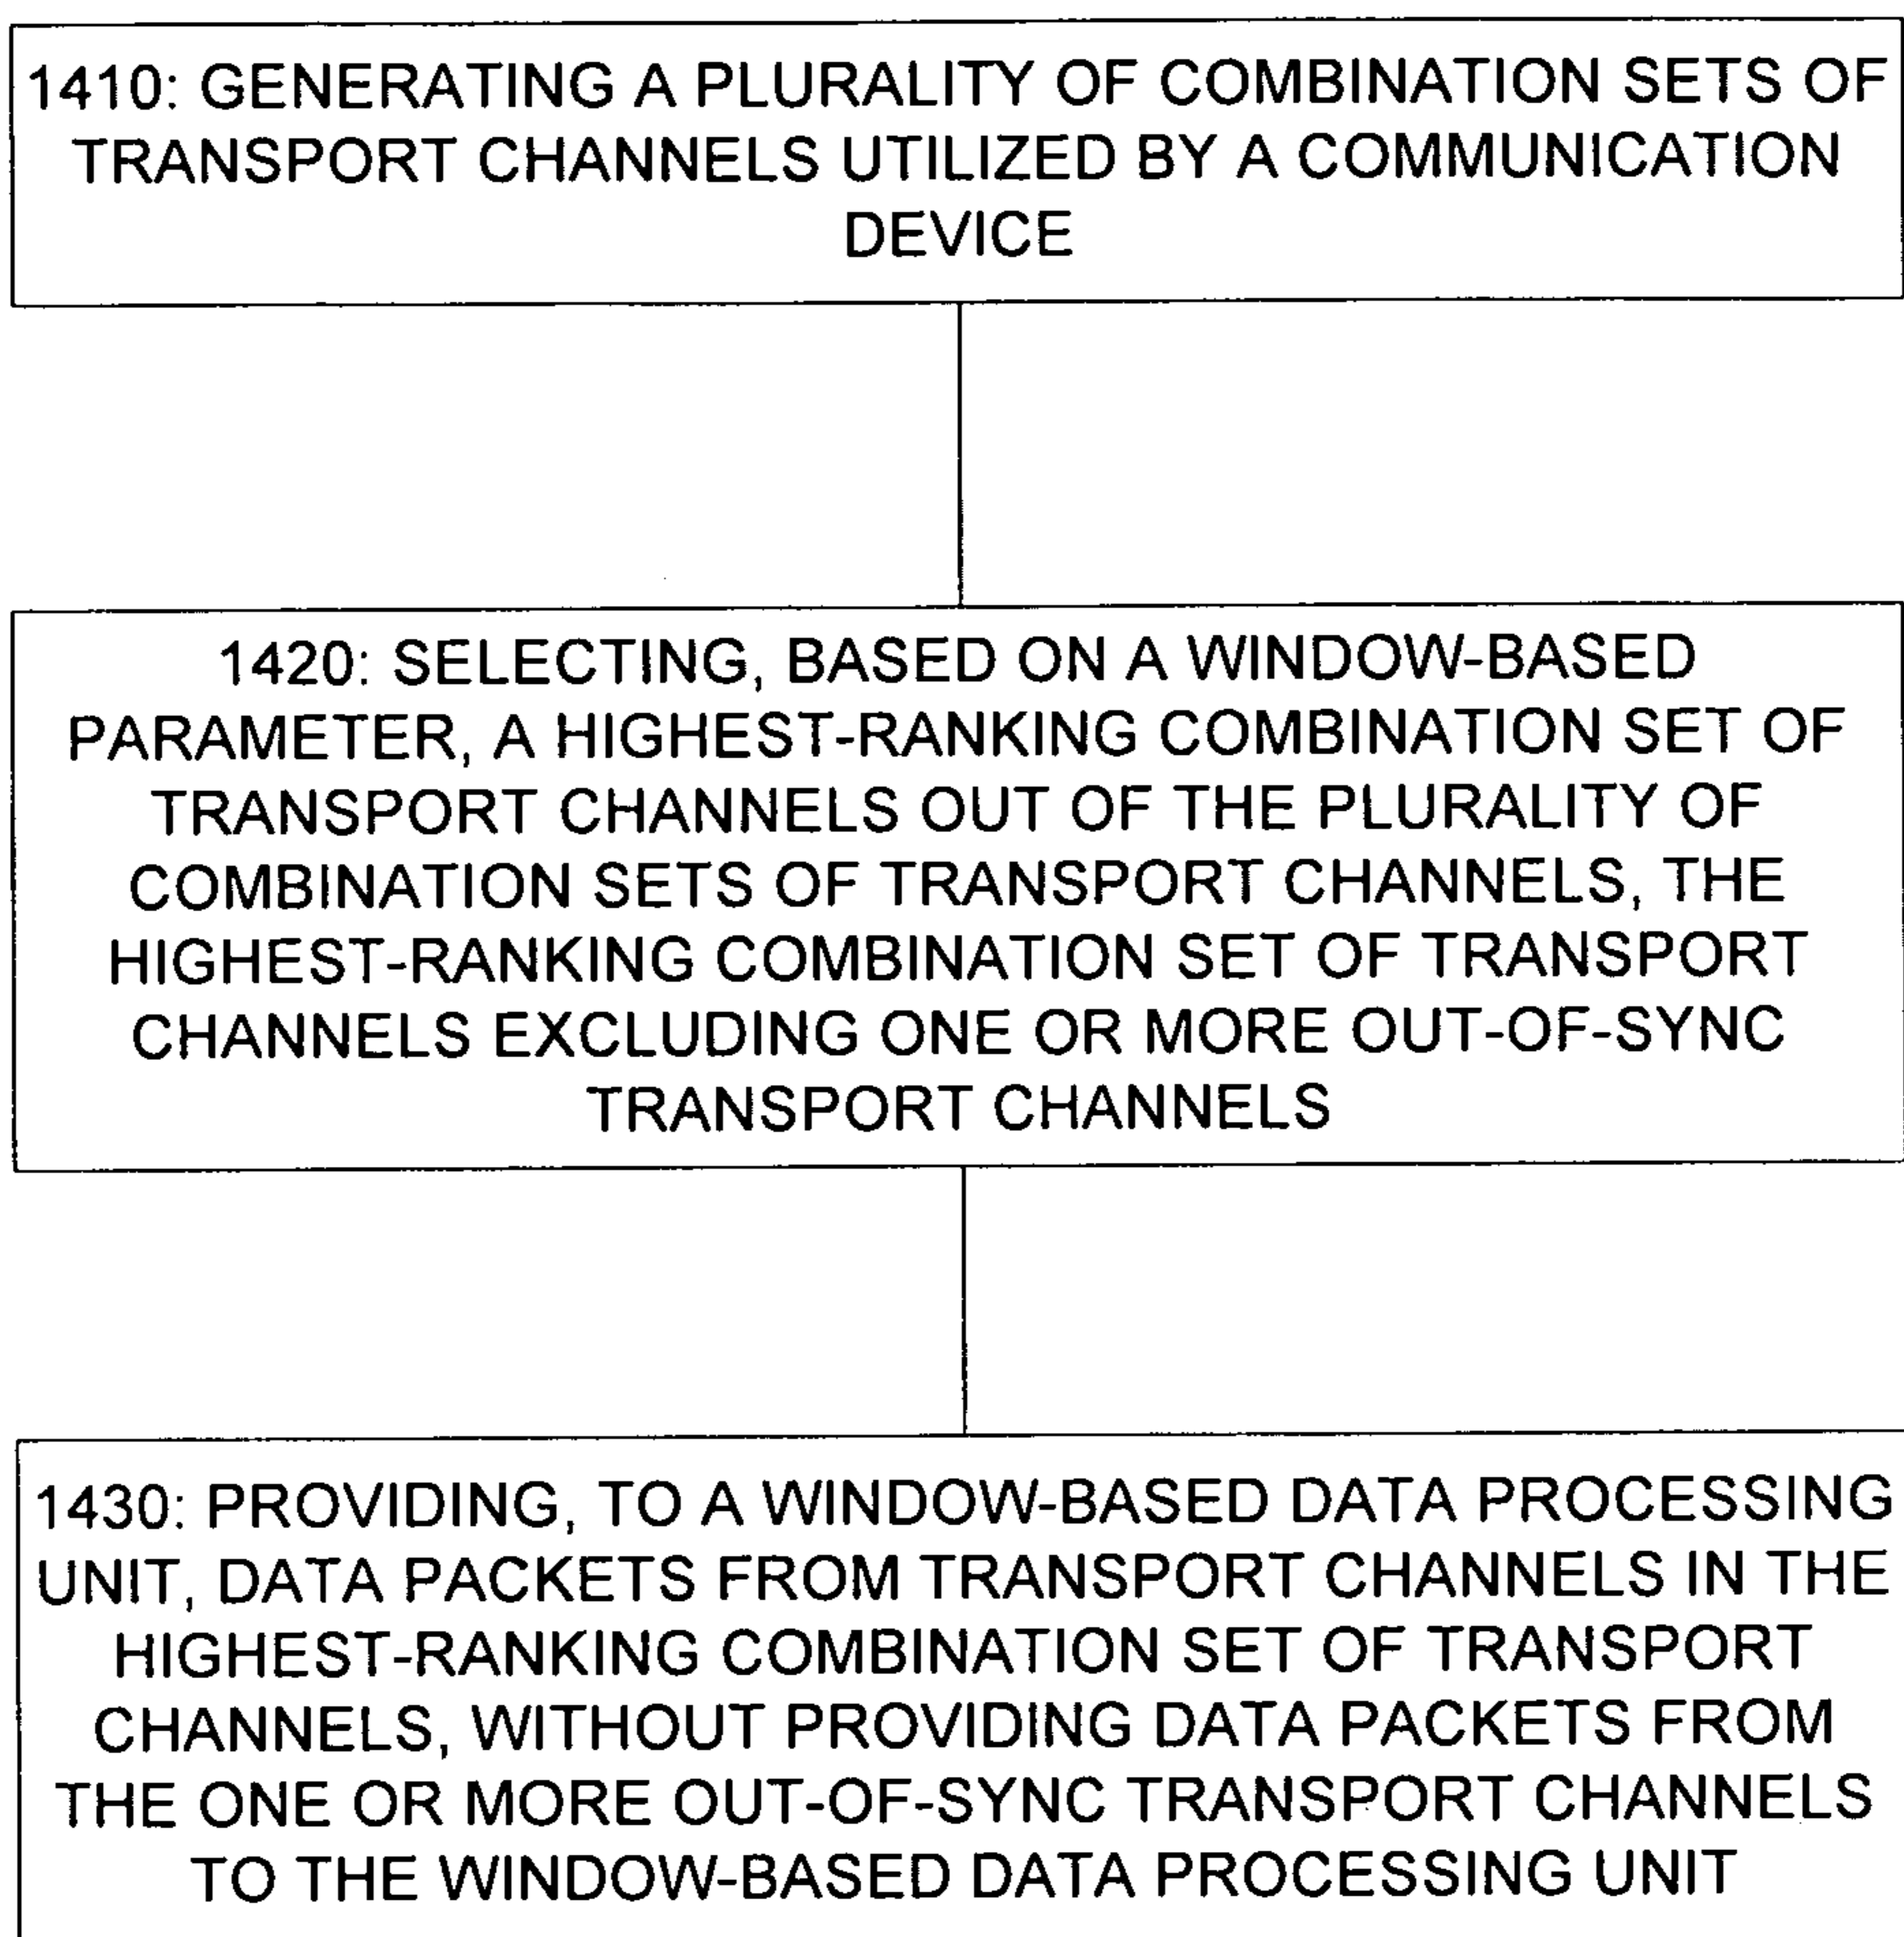 1410: GENERATING A PLURALITY OF COMBINATION SETS OF
TRANSPORT CHANNELS UTILIZED BY A COMMUNICATION
DEVICE
1420: SELECTING, BASED ON A WINDOW-BASED
PARAMETER, A HIGHEST-RANKING COMBINATION SET OF
TRANSPORT CHANNELS OUT OF THE PLURALITY OF
COMBINATION SETS OF TRANSPORT CHANNELS, THE
HIGHEST-RANKING COMBINATION SET OF TRANSPORT
CHANNELS EXCLUDING ONE OR MORE OUT-OF-SYNC
TRANSPORT CHANNELS
1430: PROVIDING, TO A WINDOW-BASED DATA PROCESSING
UNIT, DATA PACKETS FROM TRANSPORT CHANNELS IN THE
HIGHEST-RANKING COMBINATION SET OF TRANSPORT
CHANNELS, WITHOUT PROVIDING DATA PACKETS FROM
THE ONE OR MORE OUT-OF-SYNC TRANSPORT CHANNELS
TO THE WINDOW-BASED DATA PROCESSING UNIT